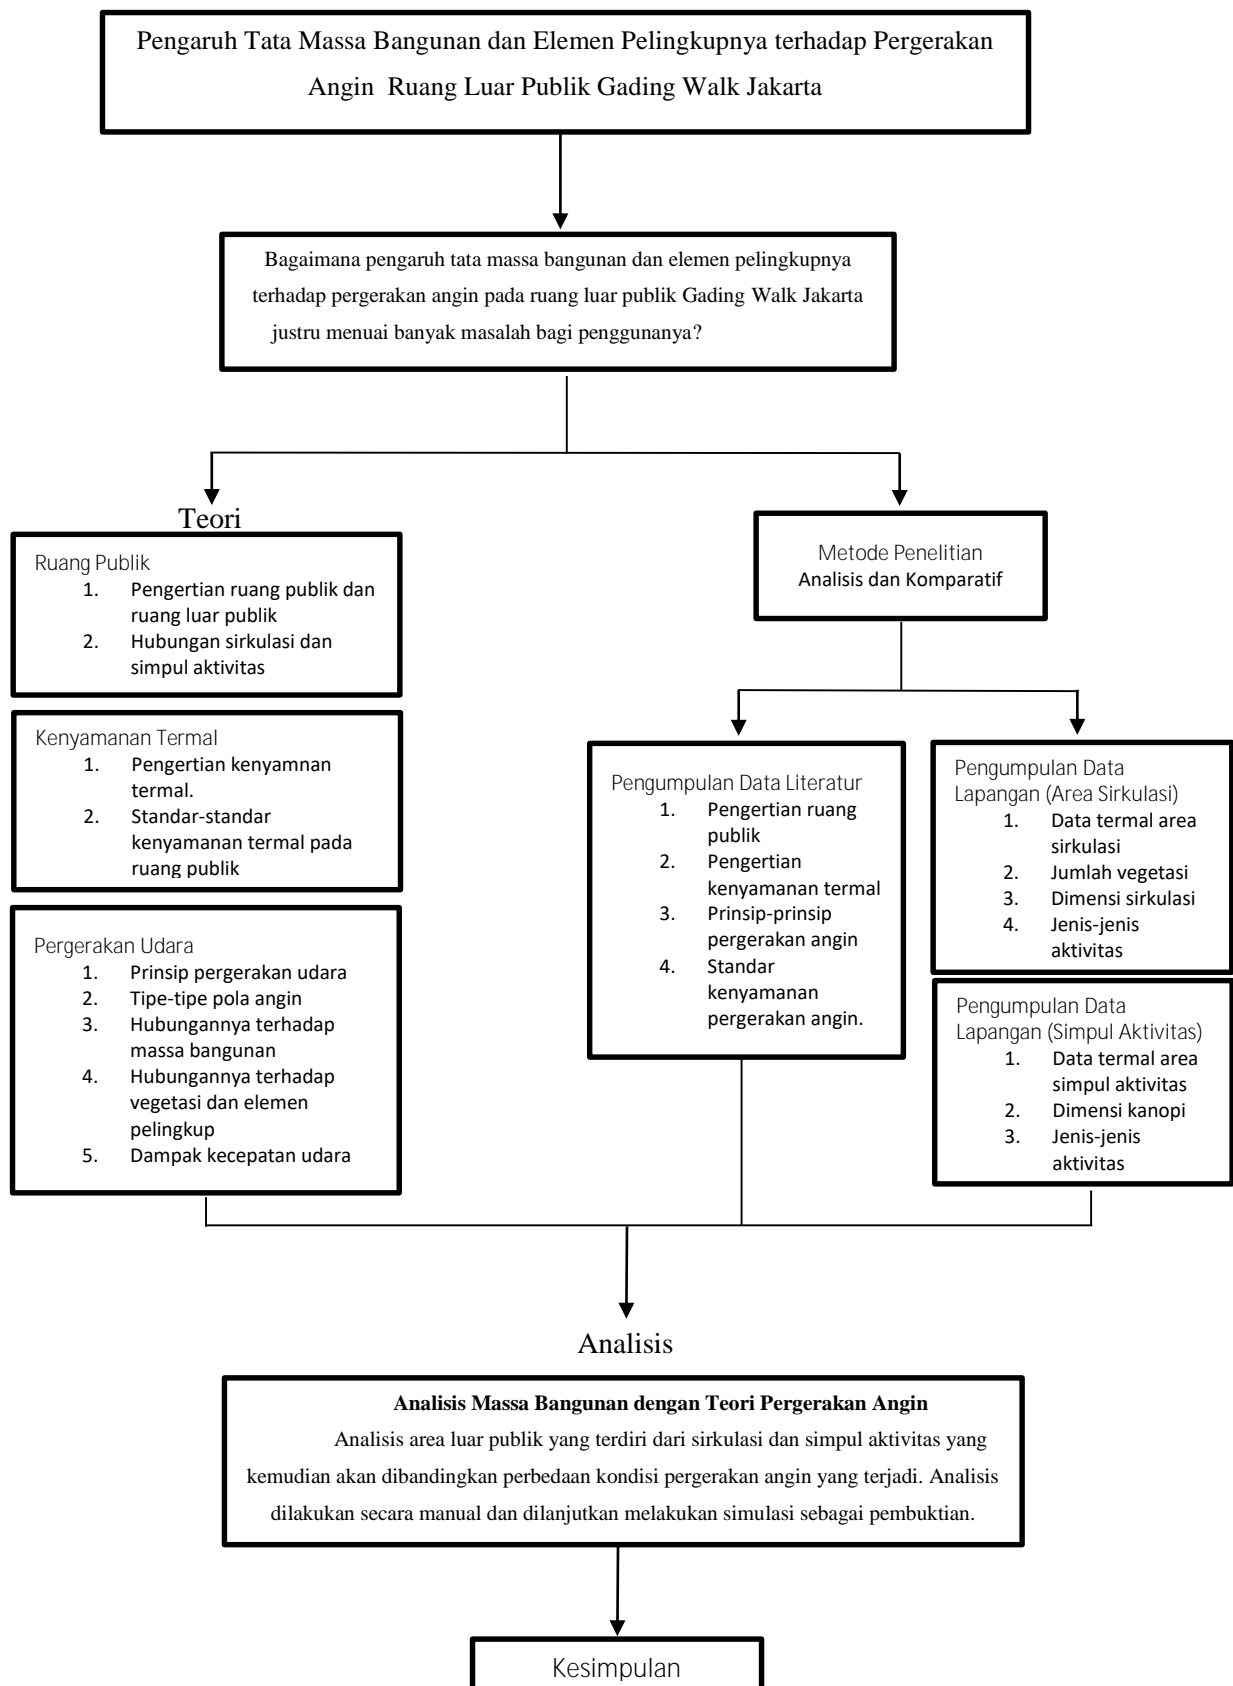 Pengaruh Tata Massa Bangunan dan Elemen Pelingkupnya terhadap Pergerakan
Angin Ruang Luar Publik Gading Walk Jakarta
Bagaimana pengaruh tata massa bangunan dan elemen pelingkupnya
terhadap pergerakan angin pada ruang luar publik Gading Walk Jakarta
justru menuai banyak masalah bagi penggunanya?
Teori
Ruang Publik
1. Pengertian ruang publik dan
ruang luar publik
2. Hubungan sirkulasi dan
simpul aktivitas
Kenyamanan Termal
1. Pengertian kenyamnan
termal.
2. Standar-standar
kenyamanan termal pada
ruang publik
Pergerakan Udara
1. Prinsip pergerakan udara
2. Tipe-tipe pola angin
3. Hubungannya terhadap
massa bangunan
4. Hubungannya terhadap
vegetasi dan elemen
pelingkup
5. Dampak kecepatan udara
Metode Penelitian
Analisis dan Komparatif
Pengumpulan Data Literatur
1. Pengertian ruang
publik
2. Pengertian
kenyamanan termal
3. Prinsip-prinsip
pergerakan angin
4. Standar
kenyamanan
pergerakan angin.
Pengumpulan Data
Lapangan (Area Sirkulasi)
1. Data termal area
sirkulasi
2. Jumlah vegetasi
3. Dimensi sirkulasi
4. Jenis-jenis
aktivitas
Pengumpulan Data
Lapangan (Simpul Aktivitas)
1. Data termal area
simpul aktivitas
2. Dimensi kanopi
3. Jenis-jenis
aktivitas
Analisis
Analisis Massa Bangunan dengan Teori Pergerakan Angin
Analisis area luar publik yang terdiri dari sirkulasi dan simpul aktivitas yang
kemudian akan dibandingkan perbedaan kondisi pergerakan angin yang terjadi. Analisis
dilakukan secara manual dan dilanjutkan melakukan simulasi sebagai pembuktian.
Kesimpulan